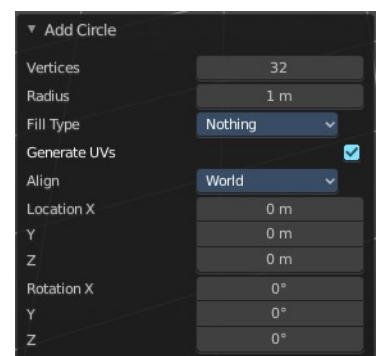 Add Circle
Vertices 32
Radius 1 m
Fill Type Nothing
Generate UVs
Align World
Location X 0 m
Y 0 m
Z 0 m
Rotation X 0°
Y 0°
Z 0°